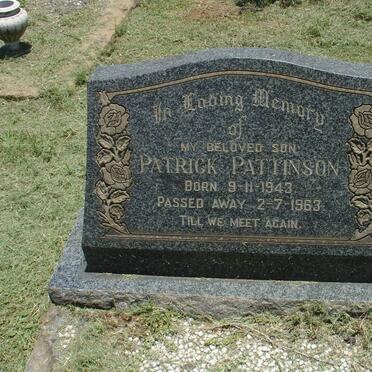 In Loving Memory
of
MY BELOVED SON
PATRICK PATTINSON
BORN 9-11-1943
PASSED AWAY 2-7-1963
TILL WE MEET AGAIN.